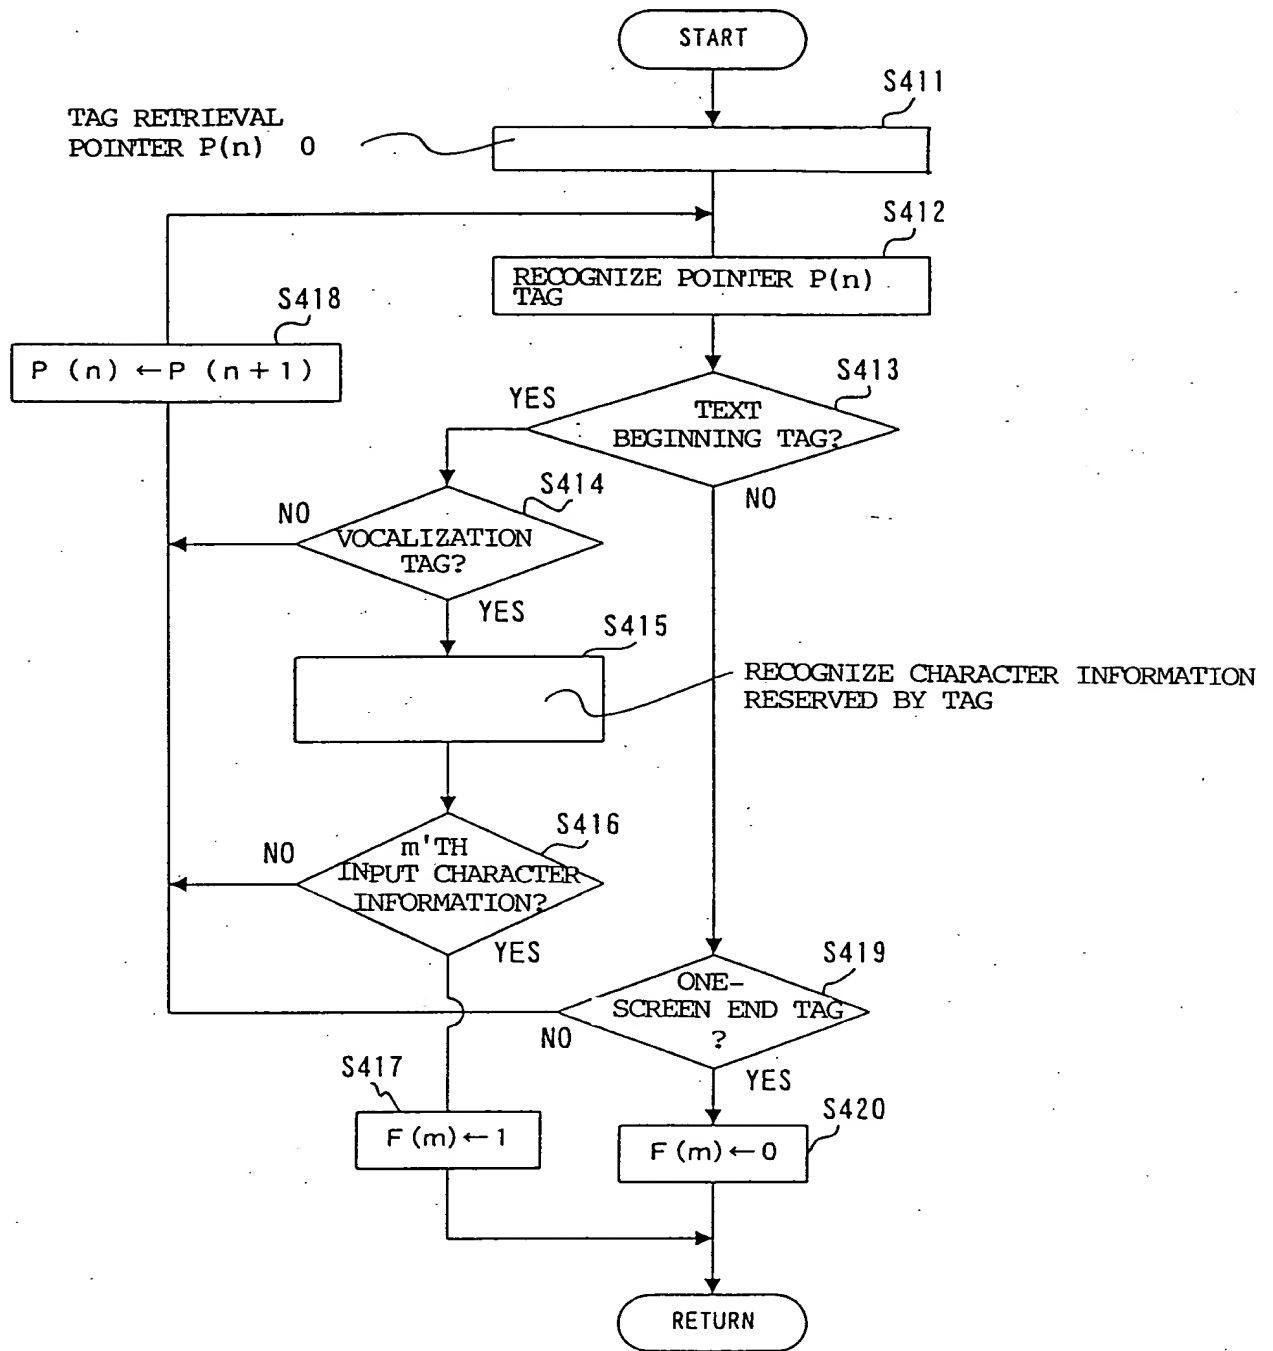 START
S411
TAG RETRIEVAL
POINTER P(n) 0
S412
RECOGNIZE POINTER P(n)
TAG
S418
P (n) ←P (n+1)
S413
YES
TEXT
BEGINNING TAG?
NO
S414
NO
VOCALIZATION
TAG?
YES
S415
RECOGNIZE CHARACTER INFORMATION
RESERVED BY TAG
S416
NO
m'TH
INPUT CHARACTER
INFORMATION?
YES
S419
ONE-
SCREEN END TAG
?
NO
YES
S417
F(m)←1
S420
F(m)←0
RETURN